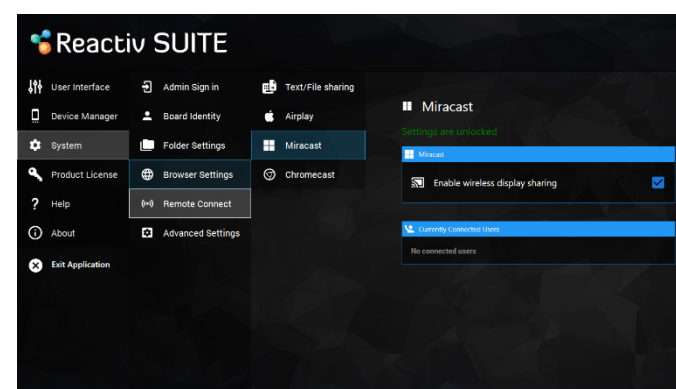 Reactiv SUITE
User Interface
Device Manager
System
Product License
Help
About
Exit Application
Admin Sign in
Board Identity
Folder Settings
Browser Settings
Remote Connect
Advanced Settings
Text/File sharing
Airplay
Miracast
Chromecast
Miracast
Settings are unlocked
Miracast
Enable wireless display sharing
Currently Connected Users
No connected users